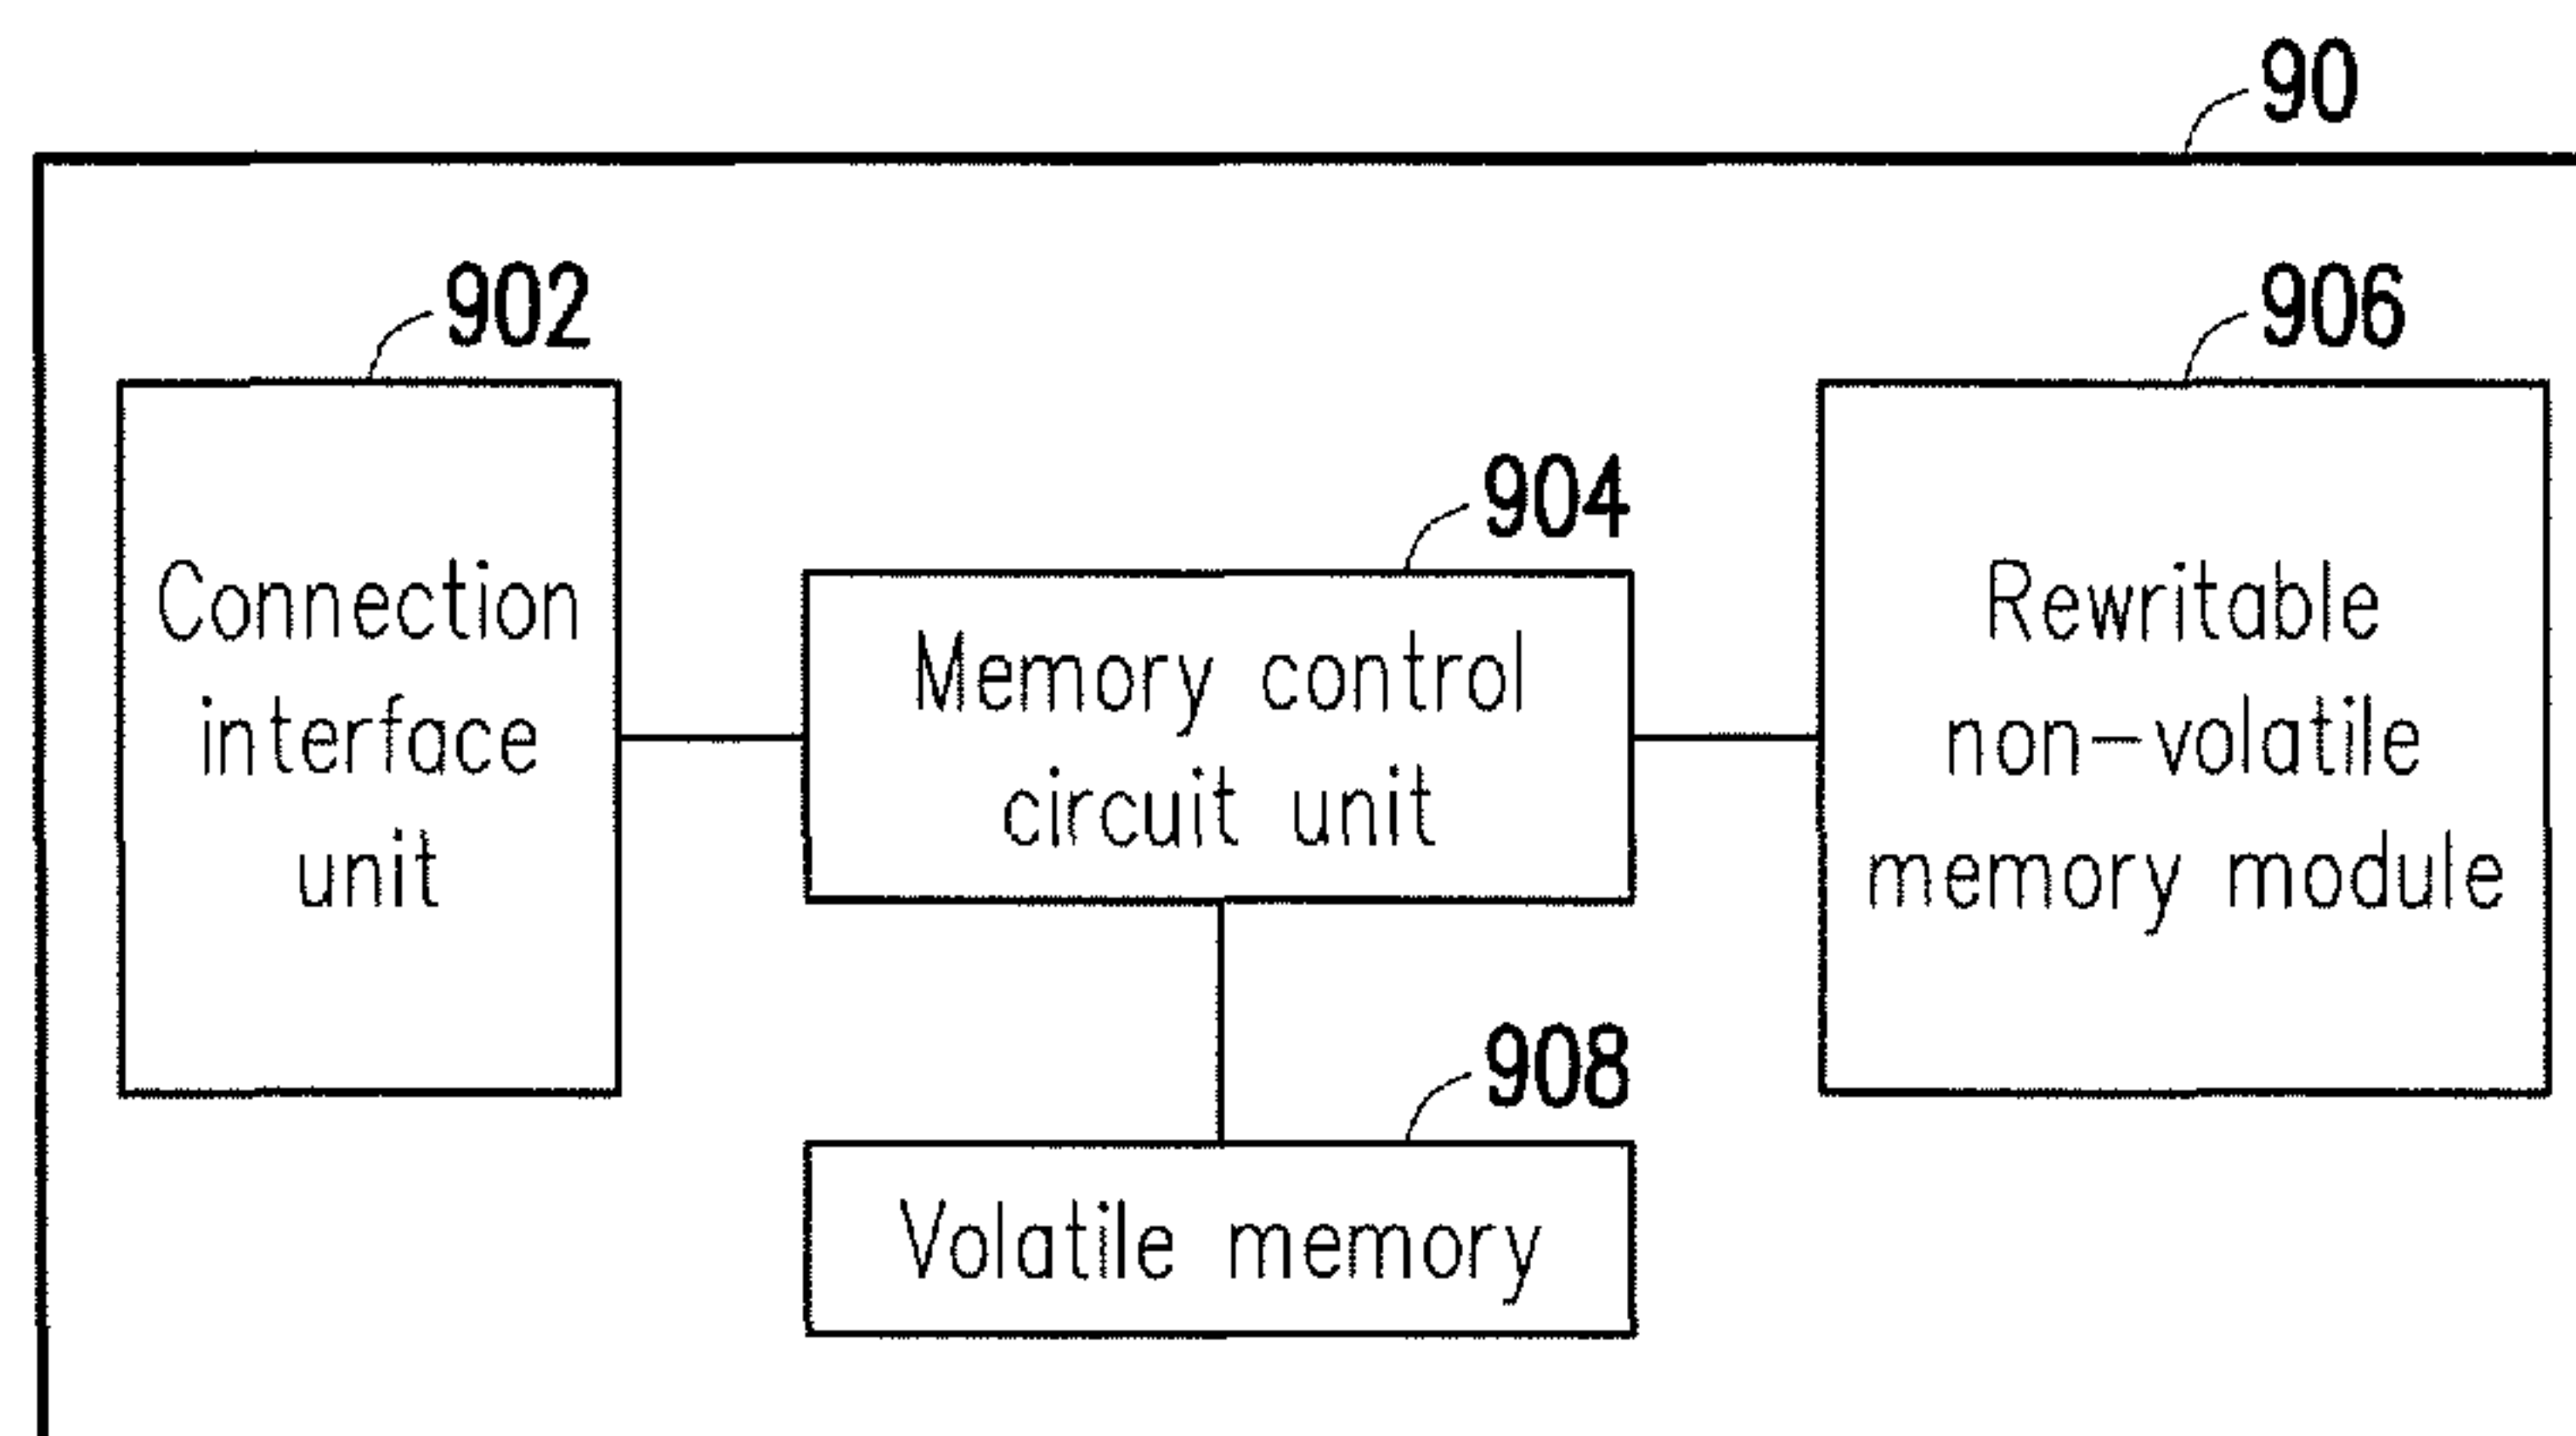 90
902
Connection
interface
unit
904
Memory control
circuit unit
906
Rewritable
non-volatile
memory module
908
Volatile memory